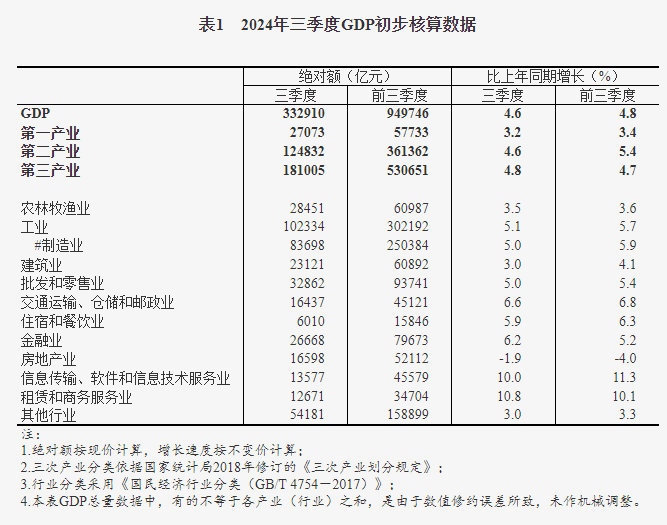 表1 2024年三季度GDP初步核算数据
绝对额（亿元） 比上年同期增长（%）
三季度 前三季度 三季度 前三季度
GDP 332910 949746 4.6 4.8
第一产业 27073 57733 3.2 3.4
第二产业 124832 361362 4.6 5.4
第三产业 181005 530651 4.8 4.7
农林牧渔业 28451 60987 3.5 3.6
工业 102334 302192 5.1 5.7
#制造业 83698 250384 5.0 5.9
建筑业 23121 60892 3.0 4.1
批发和零售业 32862 93741 5.0 5.4
交通运输、仓储和邮政业 16437 45121 6.6 6.8
住宿和餐饮业 6010 15846 5.9 6.3
金融业 26668 79673 6.2 5.2
房地产业 16598 52112 -1.9 -4.0
信息传输、软件和信息技术服务业 13577 45579 10.0 11.3
租赁和商务服务业 12671 34704 10.8 10.1
其他行业 54181 158899 3.0 3.3
注：
1.绝对额按现价计算，增长速度按不变价计算；
2.三次产业分类依据国家统计局2018年修订的《三次产业划分规定》；
3.行业分类采用《国民经济行业分类（GB/T 4754－2017）》；
4.本表GDP总量数据中，有的不等于各产业（行业）之和，是由于数值修约误差所致，未作机械调整。